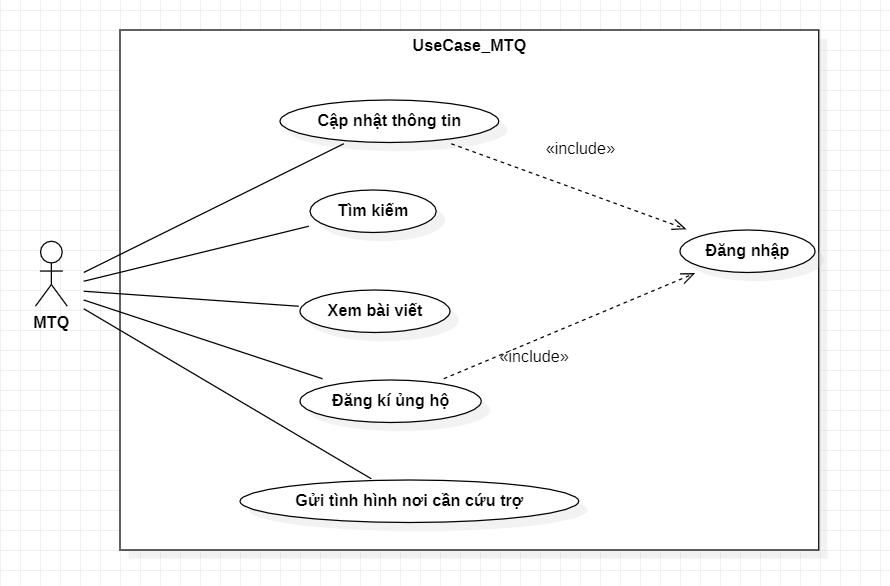 UseCase_MTQ
Cập nhật thông tin
«include»
Tìm kiếm
Đăng nhập
MTQ
Xem bài viết
«include»
Đăng kí ủng hộ
Gửi tình hình nơi cần cứu trợ